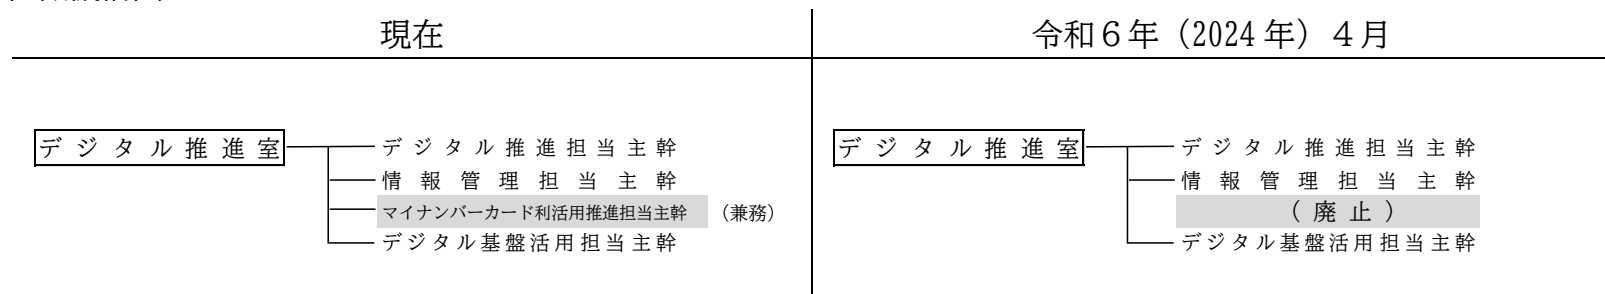 現在
令和６年（2024 年）４月
デジタル推進室
デジタル推進担当主幹
情報管理担当主幹
マイナンバーカード利活用推進担当主幹 （兼務）
デジタル基盤活用担当主幹
デジタル推進室
デジタル推進担当主幹
情報管理担当主幹
（廃止）
デジタル基盤活用担当主幹